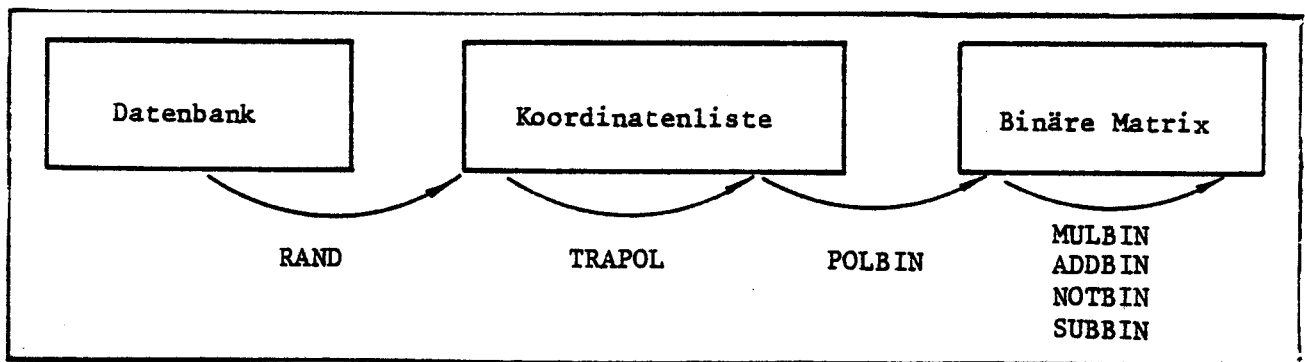 Datenbank
Koordinatenliste
Binäre Matrix
RAND
TRAPOL
POLBIN
MULBIN
ADDBIN
NOTBIN
SUBBIN